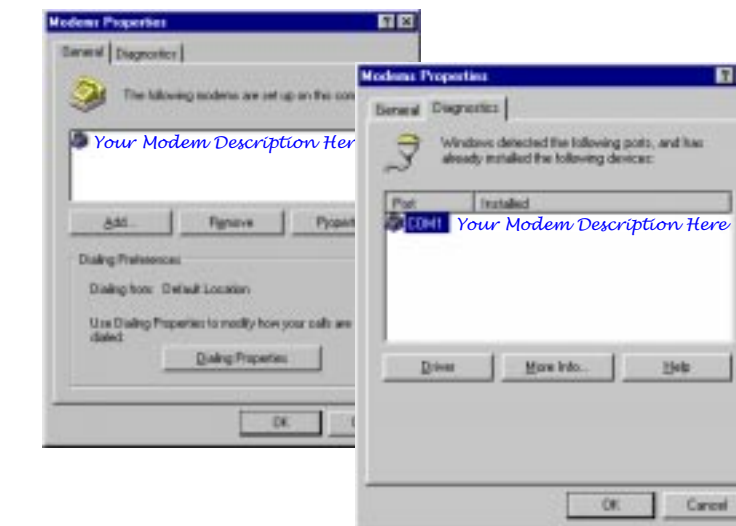 Modems Properties
General Diagnostics
The following modems are set up on this
Your Modem Description Her
Add... Remove
Dialing Preferences
Dialing from: Default Location
Use Dialing Properties to modify how your calls are
dialed.
Dialing Properties
OK
Modems Properties
General Diagnostics
Windows detected the following ports, and has
already installed the following devices:
Port Installed
COM1 Your Modem Description Here
Driver More Info... Help
OK Cancel